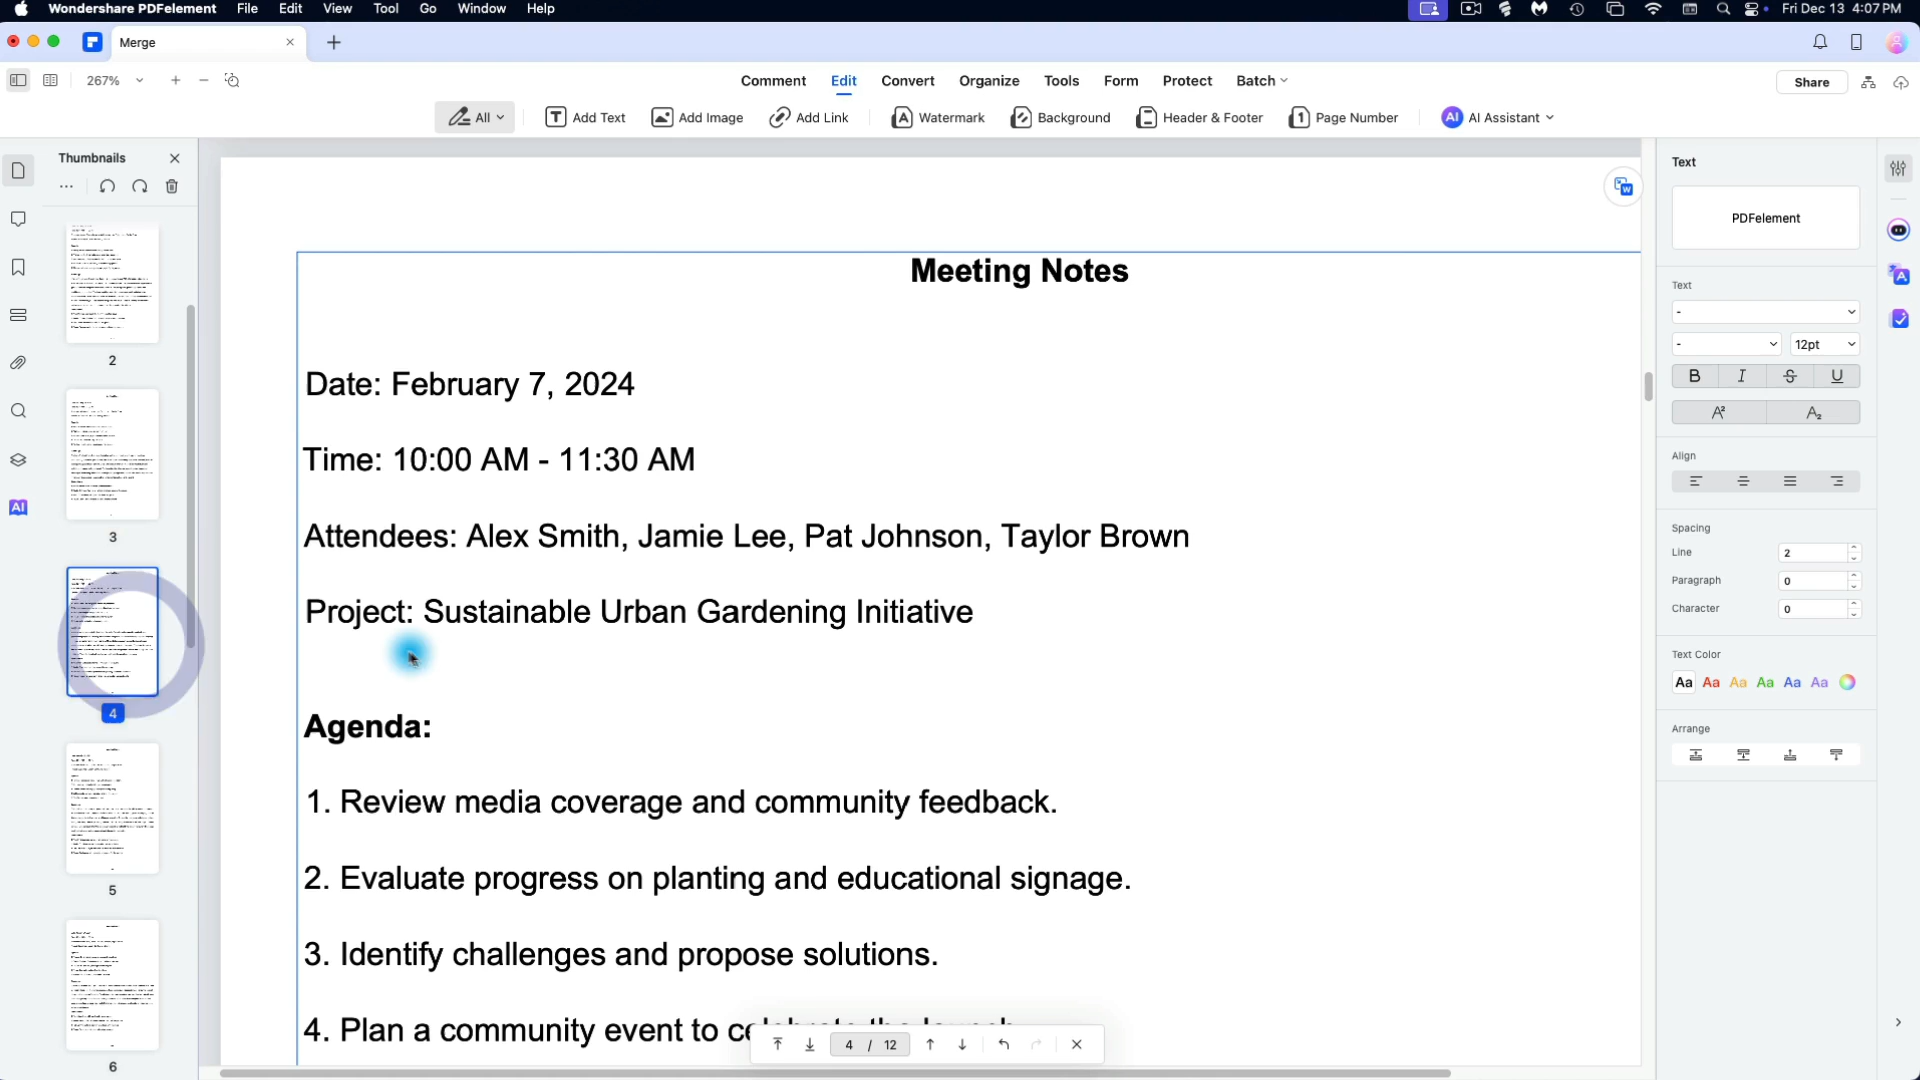 Wondershare PDFelement File Edit View Tool Go Window Help Fri Dec 13 4:07 PM
Merge
267% Comment Edit Convert Organize Tools Form Protect Batch Share
All Add Text Add Image Add Link Watermark Background Header & Footer Page Number AI AI Assistant
Thumbnails
2
3
4
5
6
AI
Meeting Notes
Date: February 7, 2024
Time: 10:00 AM - 11:30 AM
Attendees: Alex Smith, Jamie Lee, Pat Johnson, Taylor Brown
Project: Sustainable Urban Gardening Initiative
Agenda:
1. Review media coverage and community feedback.
2. Evaluate progress on planting and educational signage.
3. Identify challenges and propose solutions.
4. Plan a community event to
4 / 12
Text
PDFelement
Text
-
- 12pt
B I S U
A² A₂
Align
Spacing
Line 2
Paragraph 0
Character 0
Text Color
Aa Aa Aa Aa Aa Aa
Arrange